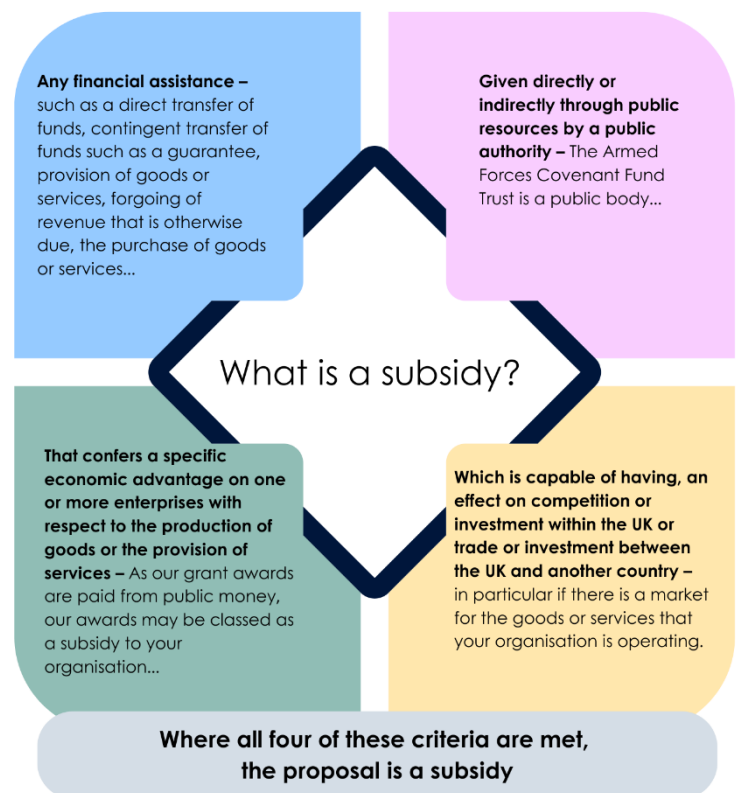 Any financial assistance –
such as a direct transfer of
funds, contingent transfer of
funds such as a guarantee,
provision of goods or
services, forgoing of
revenue that is otherwise
due, the purchase of goods
or services...
Given directly or
indirectly through public
resources by a public
authority – The Armed
Forces Covenant Fund
Trust is a public body...
What is a subsidy?
That confers a specific
economic advantage on one
or more enterprises with
respect to the production of
goods or the provision of
services – As our grant awards
are paid from public money,
our awards may be classed as
a subsidy to your
organisation...
Which is capable of having, an
effect on competition or
investment within the UK or
trade or investment between
the UK and another country –
in particular if there is a market
for the goods or services that
your organisation is operating.
Where all four of these criteria are met,
the proposal is a subsidy